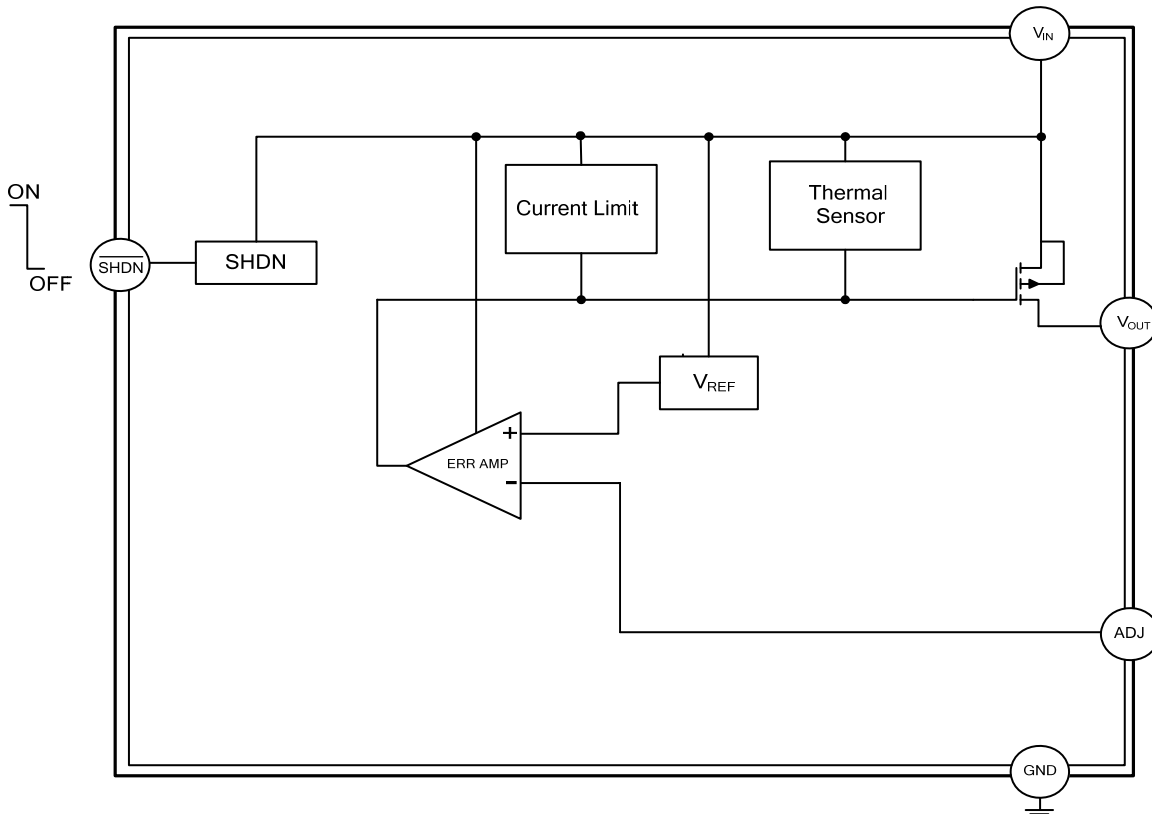 VIN
ON
OFF
SHDN
SHDN
Current Limit
Thermal
Sensor
VOUT
VREF
+
ERR AMP
-
ADJ
GND